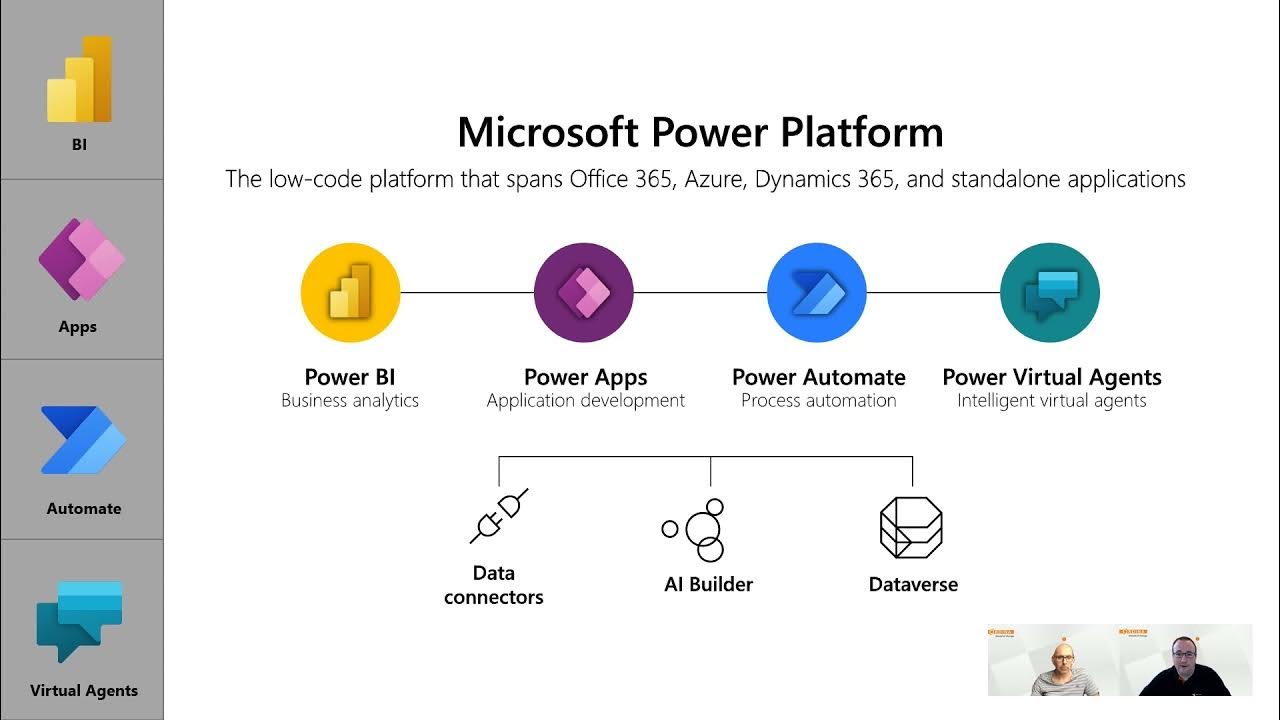 BI
Apps
Automate
Virtual Agents
Microsoft Power Platform
The low-code platform that spans Office 365, Azure, Dynamics 365, and standalone applications
Power BI
Business analytics
Power Apps
Application development
Power Automate
Process automation
Power Virtual Agents
Intelligent virtual agents
Data
connectors
AI Builder
Dataverse